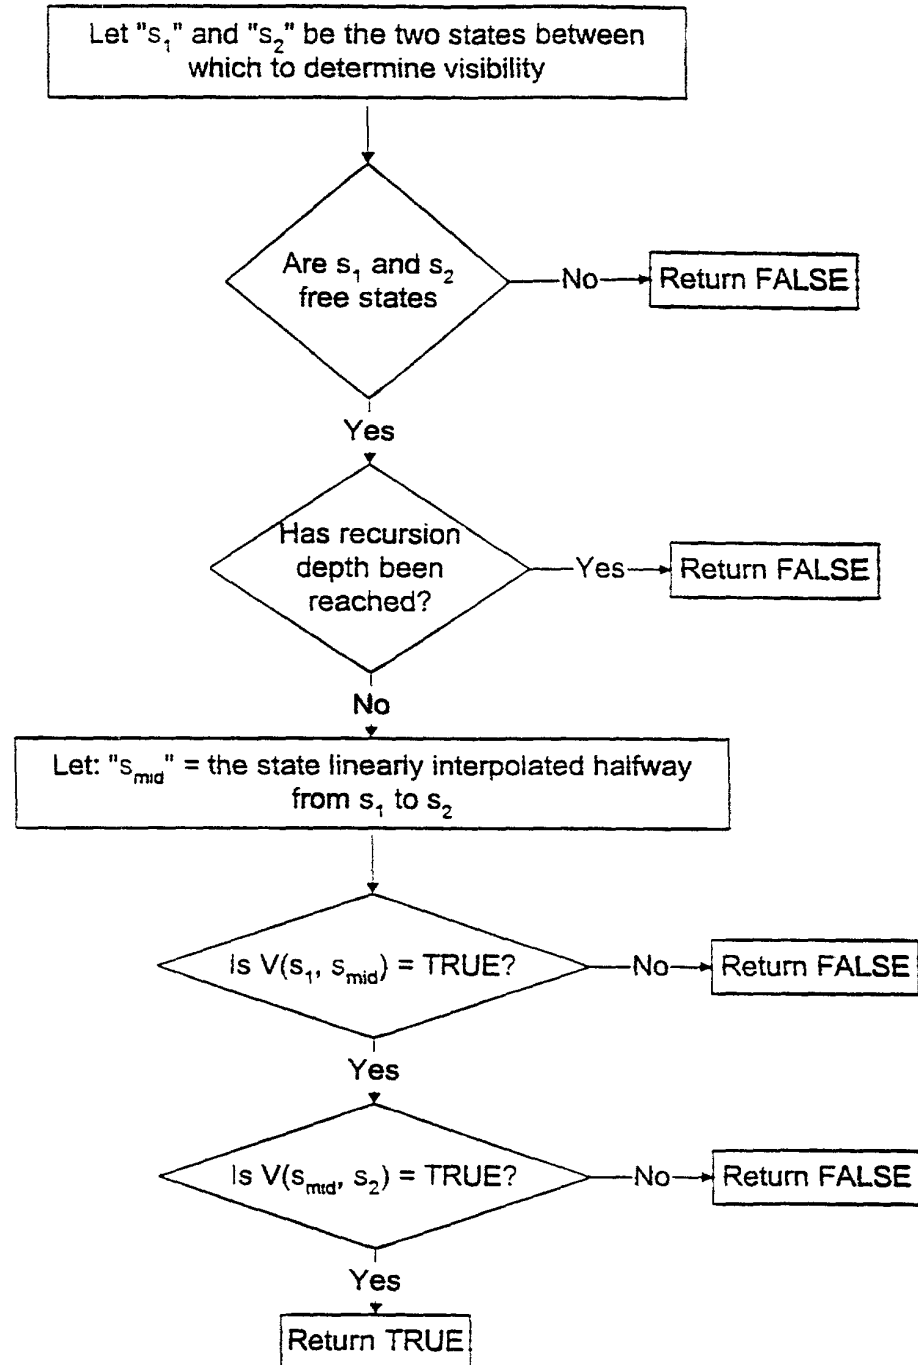 Let "s₁" and "s₂" be the two states between
which to determine visibility
Are s₁ and s₂
free states
No
Return FALSE
Yes
Has recursion
depth been
reached?
Yes
Return FALSE
No
Let: "s_mid" = the state linearly interpolated halfway
from s₁ to s₂
Is V(s₁, s_mid) = TRUE?
No
Return FALSE
Yes
Is V(s_mid, s₂) = TRUE?
No
Return FALSE
Yes
Return TRUE